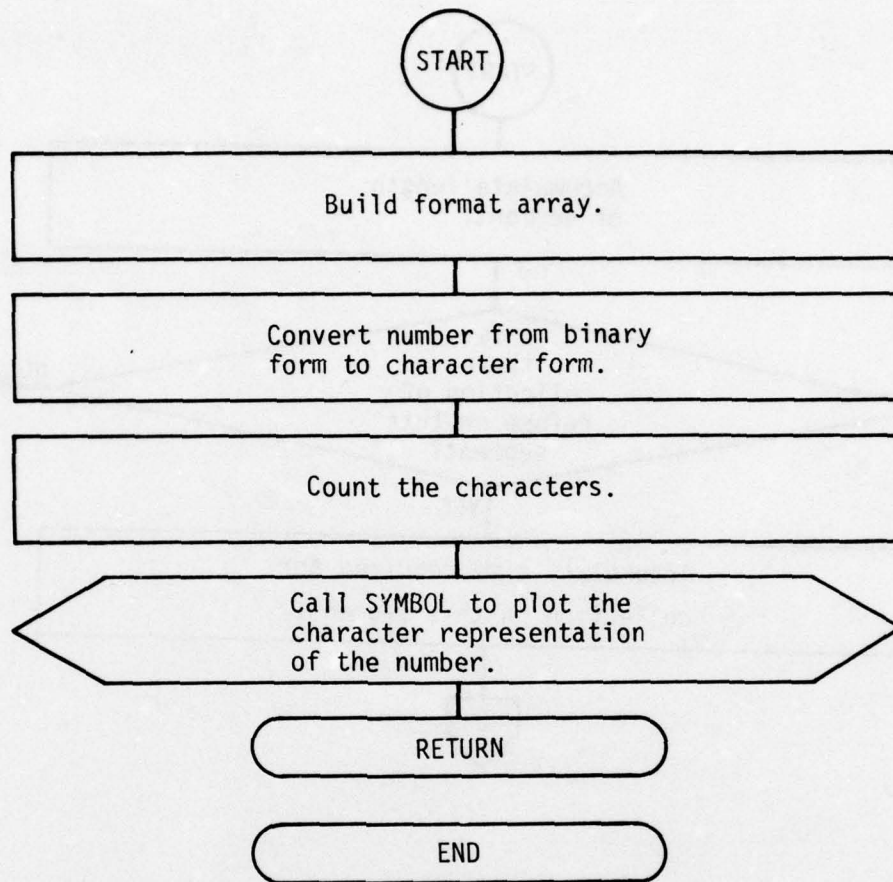 START
Build format array.
Convert number from binary
form to character form.
Count the characters.
Call SYMBOL to plot the
character representation
of the number.
RETURN
END